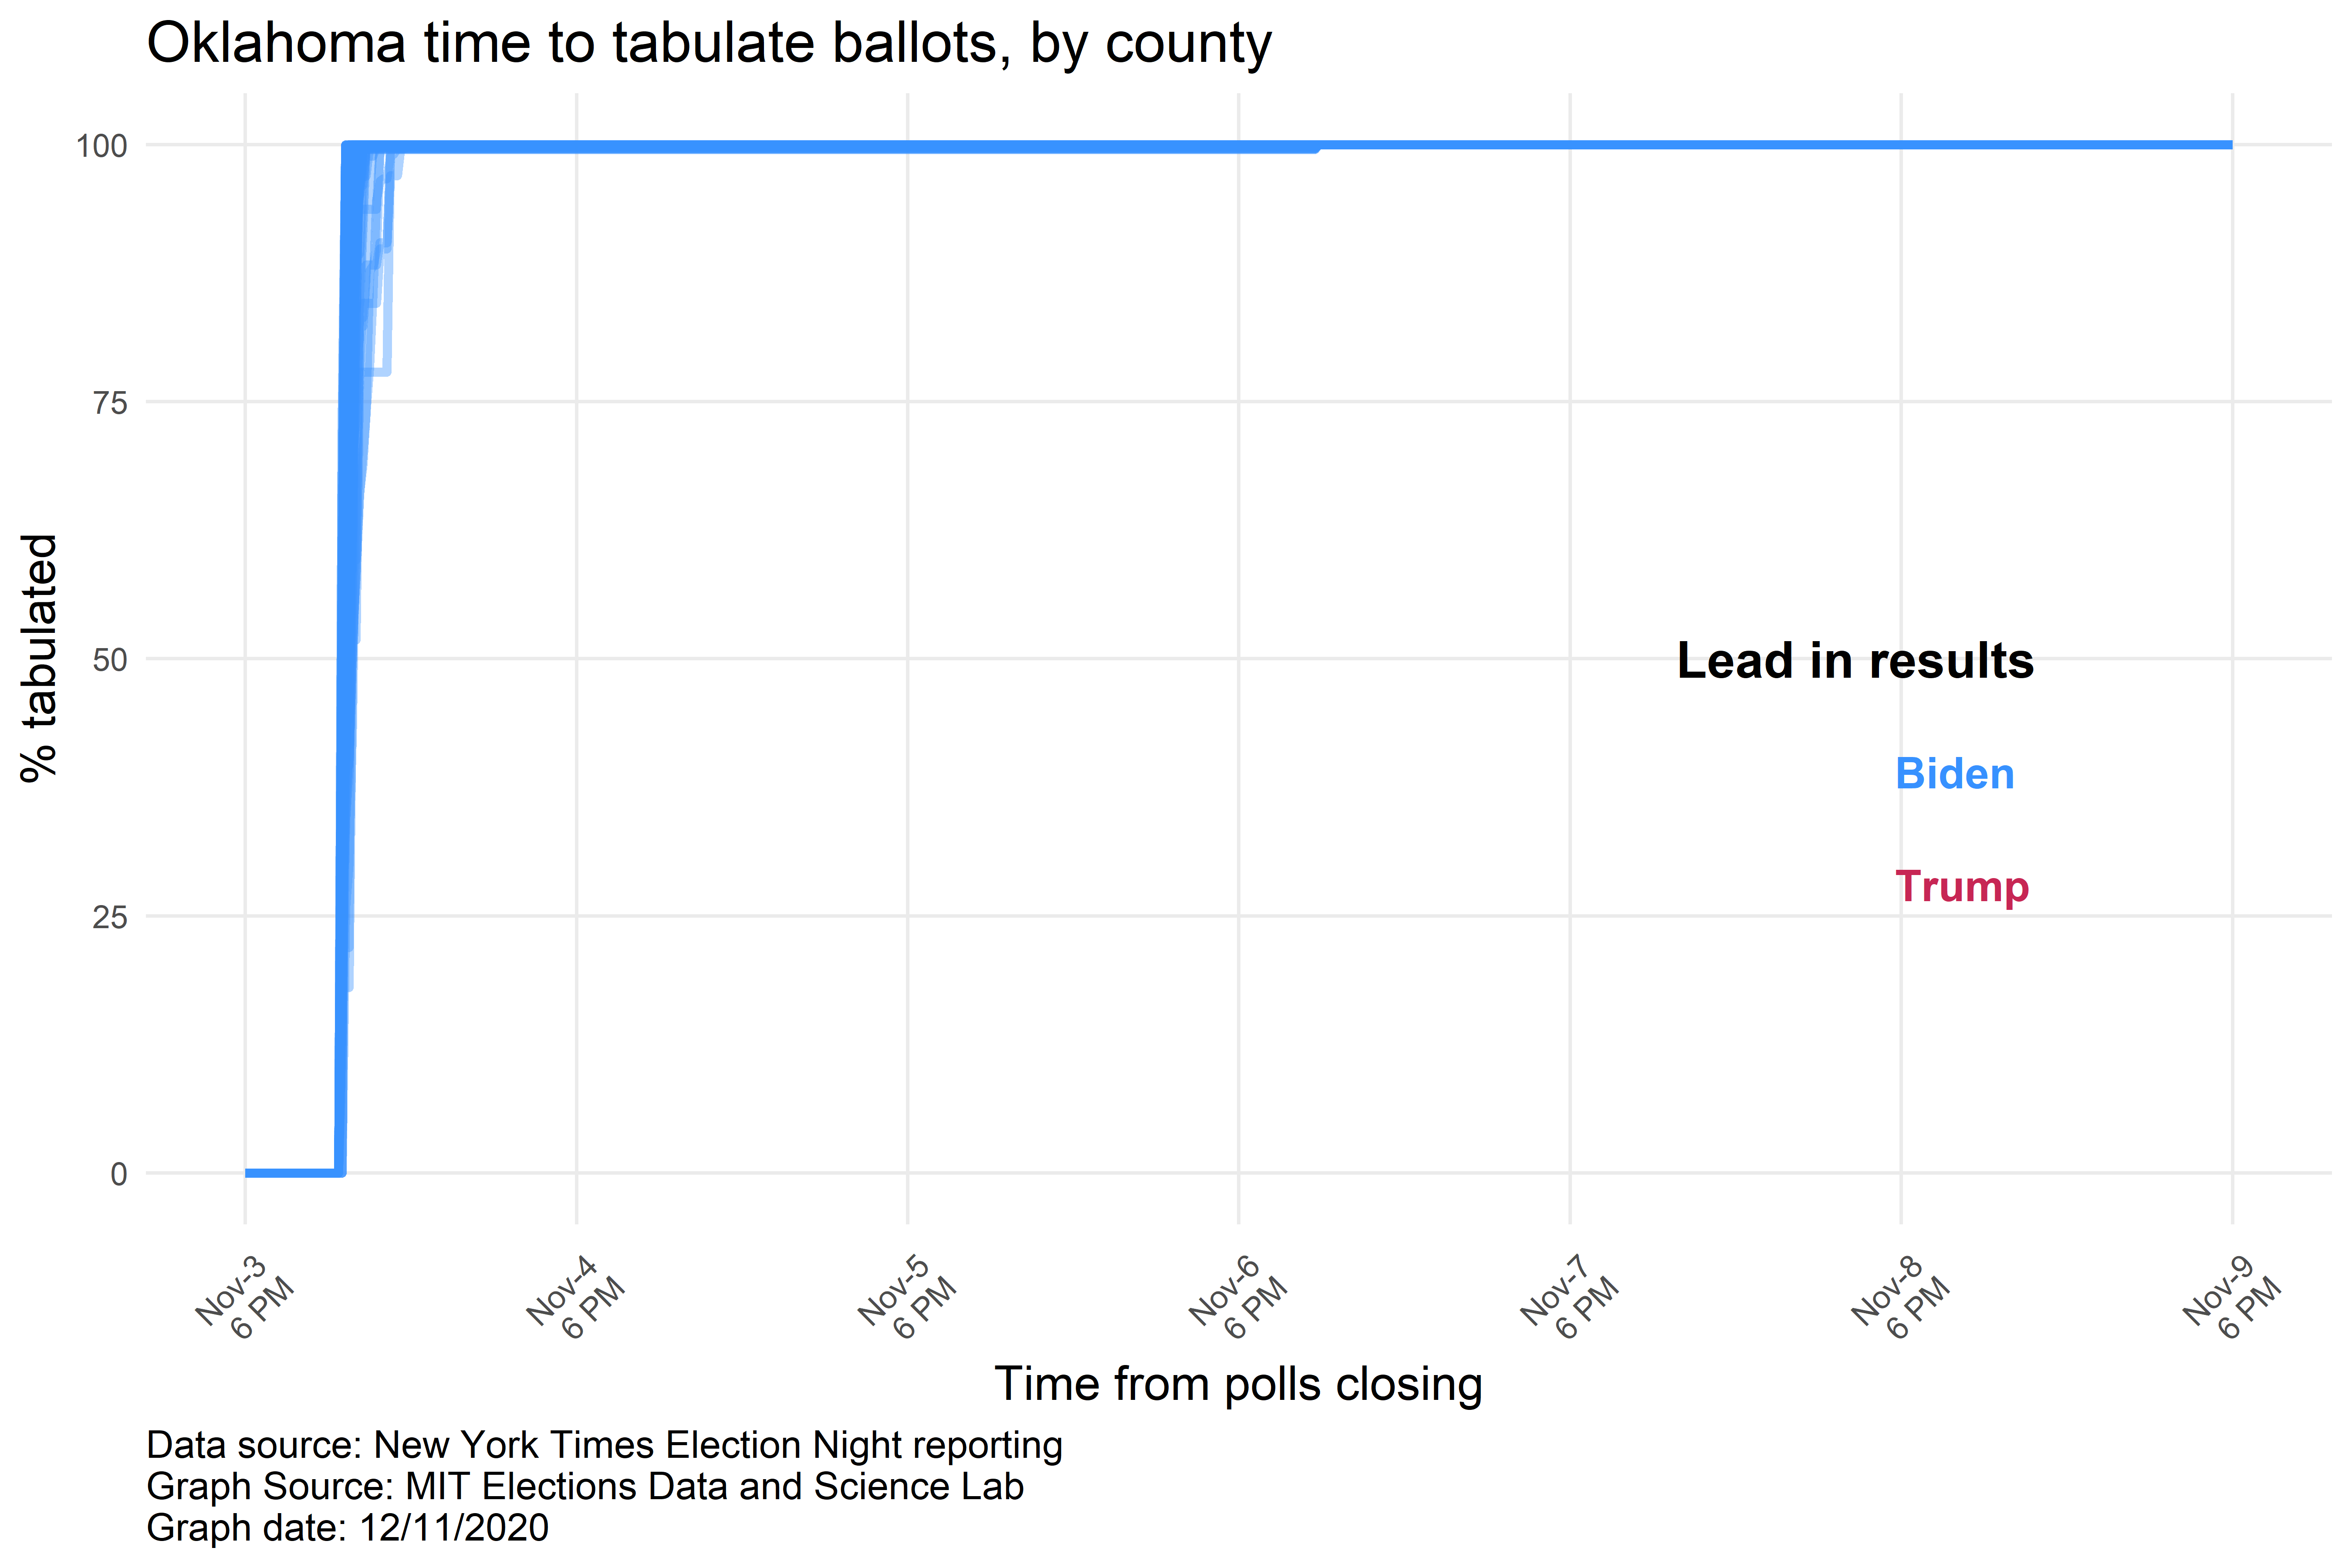 Oklahoma time to tabulate ballots, by county
% tabulated
100
75
50
25
0
Lead in results
Biden
Trump
Nov-3
6 PM
Nov-4
6 PM
Nov-5
6 PM
Nov-6
6 PM
Nov-7
6 PM
Nov-8
6 PM
Nov-9
6 PM
Time from polls closing
Data source: New York Times Election Night reporting
Graph Source: MIT Elections Data and Science Lab
Graph date: 12/11/2020